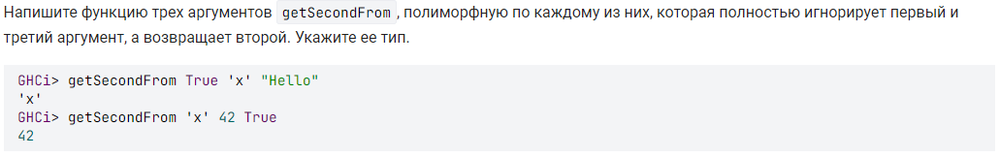 Напишите функцию трех аргументов getSecondFrom, полиморфную по каждому из них, которая полностью игнорирует первый и
третий аргумент, а возвращает второй. Укажите ее тип.
GHCi> getSecondFrom True 'x' "Hello"
'x'
GHCi> getSecondFrom 'x' 42 True
42